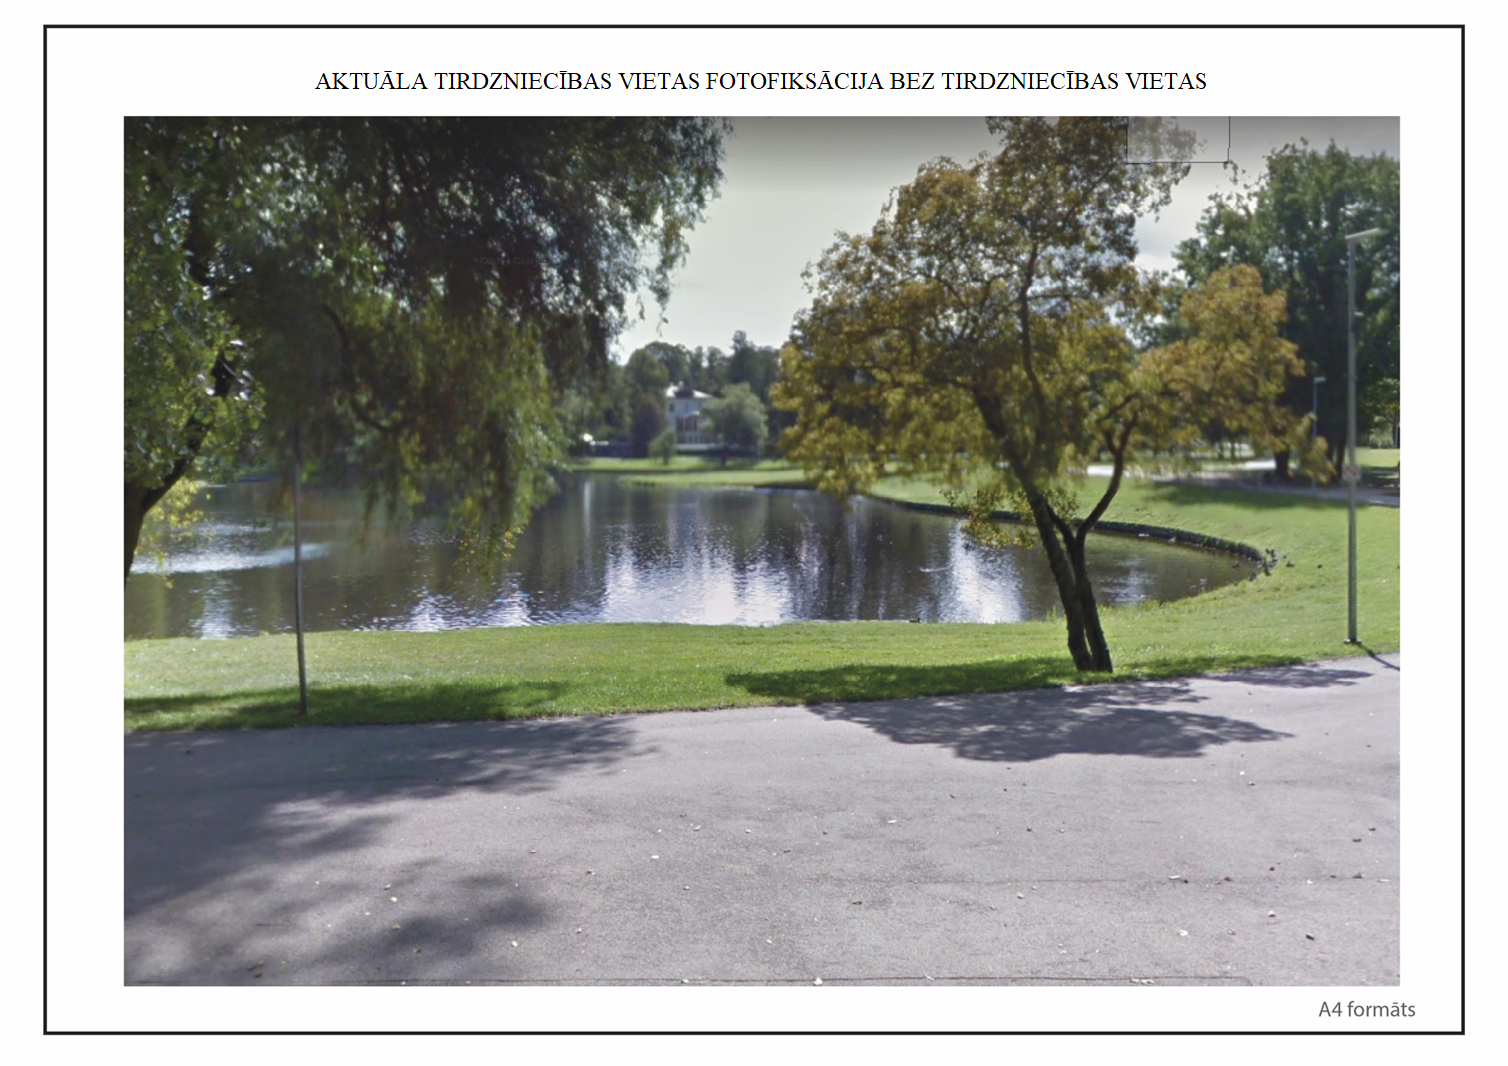 AKTUĀLA TIRDZNIECĪBAS VIETAS FOTOFIKSĀCIJA BEZ TIRDZNIECĪBAS VIETAS
A4 formāts